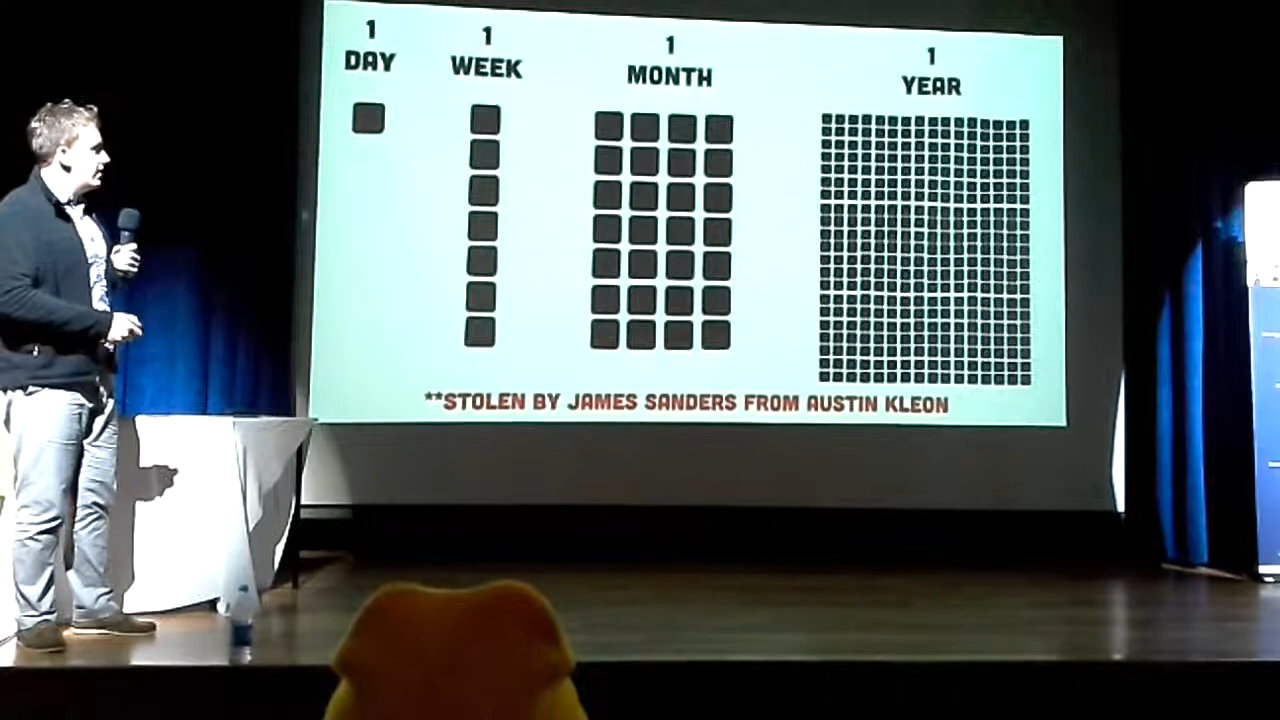 1
DAY
1
WEEK
1
MONTH
1
YEAR
**STOLEN BY JAMES SANDERS FROM AUSTIN KLEON